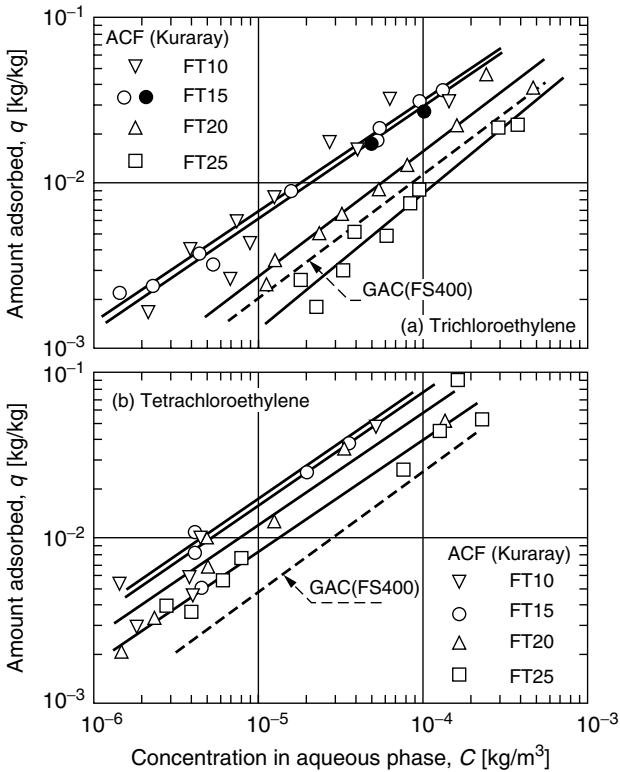 ACF (Kuraray)
▽ FT10
○ ● FT15
△ FT20
□ FT25
GAC(FS400)
(a) Trichloroethylene
Amount adsorbed, q [kg/kg]
10⁻¹
10⁻²
10⁻³
10⁻¹
(b) Tetrachloroethylene
GAC(FS400)
ACF (Kuraray)
▽ FT10
○ FT15
△ FT20
□ FT25
Amount adsorbed, q [kg/kg]
10⁻²
10⁻³
10⁻⁶ 10⁻⁵ 10⁻⁴ 10⁻³
Concentration in aqueous phase, C [kg/m³]